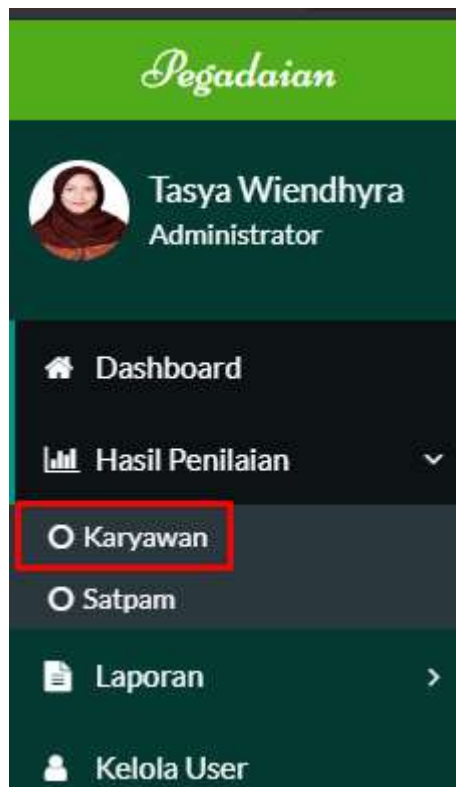 Pegadaian
Tasya Wiendhyra
Administrator
Dashboard
Hasil Penilaian
Karyawan
Satpam
Laporan
Kelola User